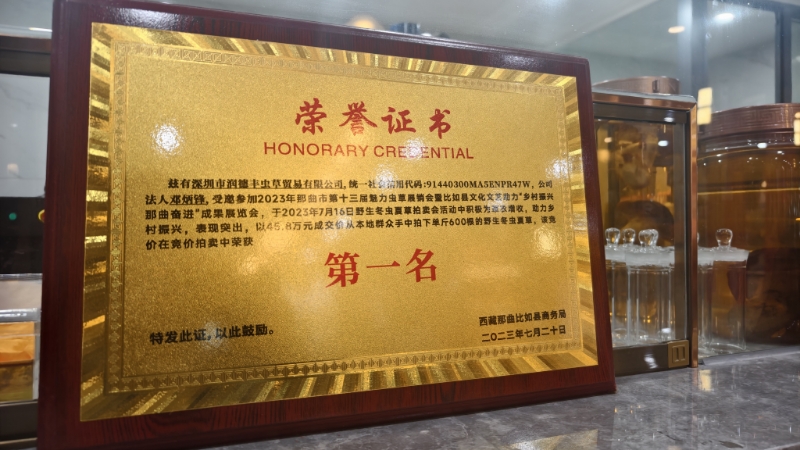 荣誉证书
HONORARY CREDENTIAL
兹有深圳市润德丰虫草贸易有限公司，统一社会信用代码：91440300MA5ENPR47W，公司
法人邓炳锋，受邀参加2023年那曲市第十三届魅力虫草展销会暨比如县文化文艺助力“乡村振兴
那曲奋进”成果展览会，于2023年7月16日野生冬虫夏草拍卖会活动中积极为群众增收，助力乡
村振兴，表现突出，以45.8万元成交价从本地群众手中拍下单斤600根的野生冬虫夏草，该竞
价在竞价拍卖中荣获
第一名
特发此证，以此鼓励。
西藏那曲比如县商务局
二〇二三年七月二十日